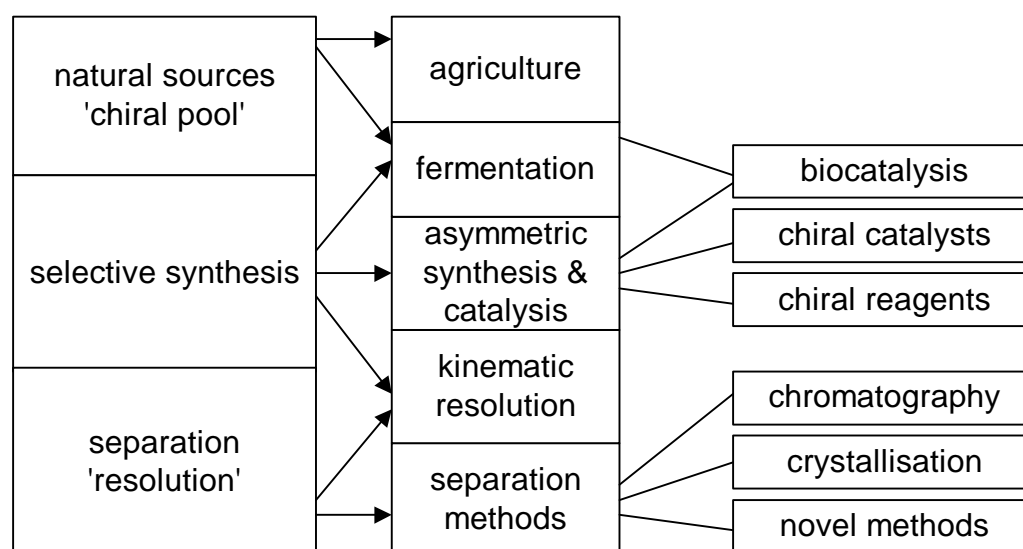 natural sources
'chiral pool'
selective synthesis
separation
'resolution'
agriculture
fermentation
asymmetric
synthesis &
catalysis
kinematic
resolution
separation
methods
biocatalysis
chiral catalysts
chiral reagents
chromatography
crystallisation
novel methods